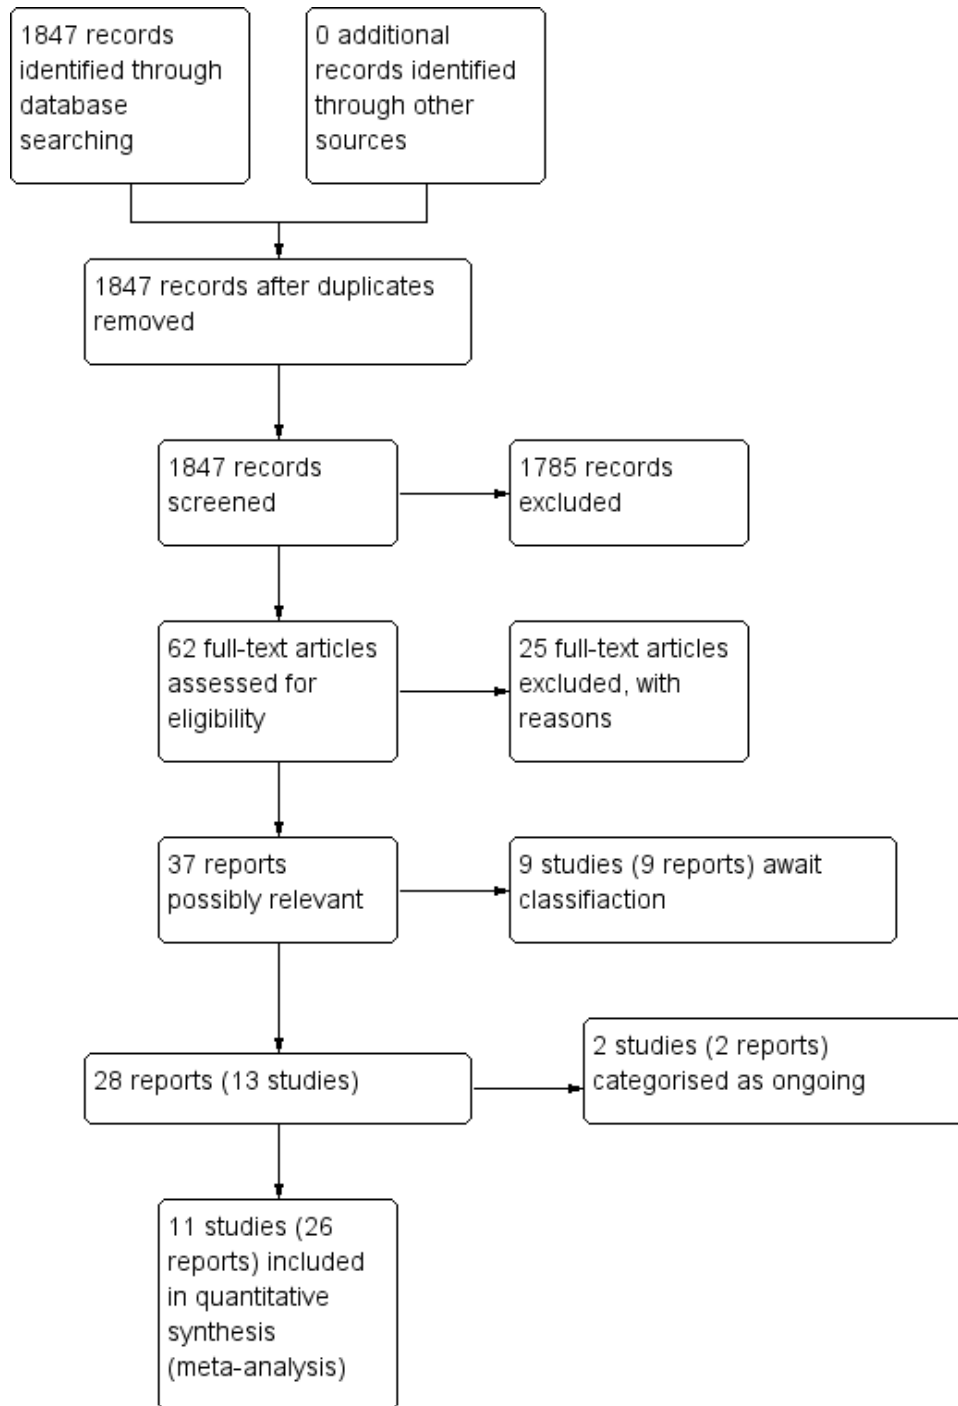 1847 records
identified through
database
searching
0 additional
records identified
through other
sources
1847 records after duplicates
removed
1847 records
screened
1785 records
excluded
62 full-text articles
assessed for
eligibility
25 full-text articles
excluded, with
reasons
37 reports
possibly relevant
9 studies (9 reports) await
classifiaction
28 reports (13 studies)
2 studies (2 reports)
categorised as ongoing
11 studies (26
reports) included
in quantitative
synthesis
(meta-analysis)